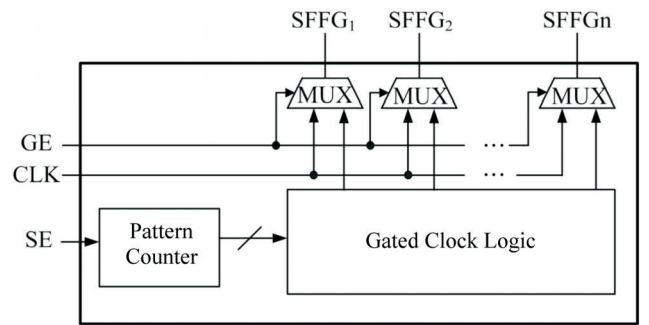 SFFG₁ SFFG₂ SFFGn
MUX MUX MUX
GE ...
CLK ...
SE
Pattern
Counter
Gated Clock Logic